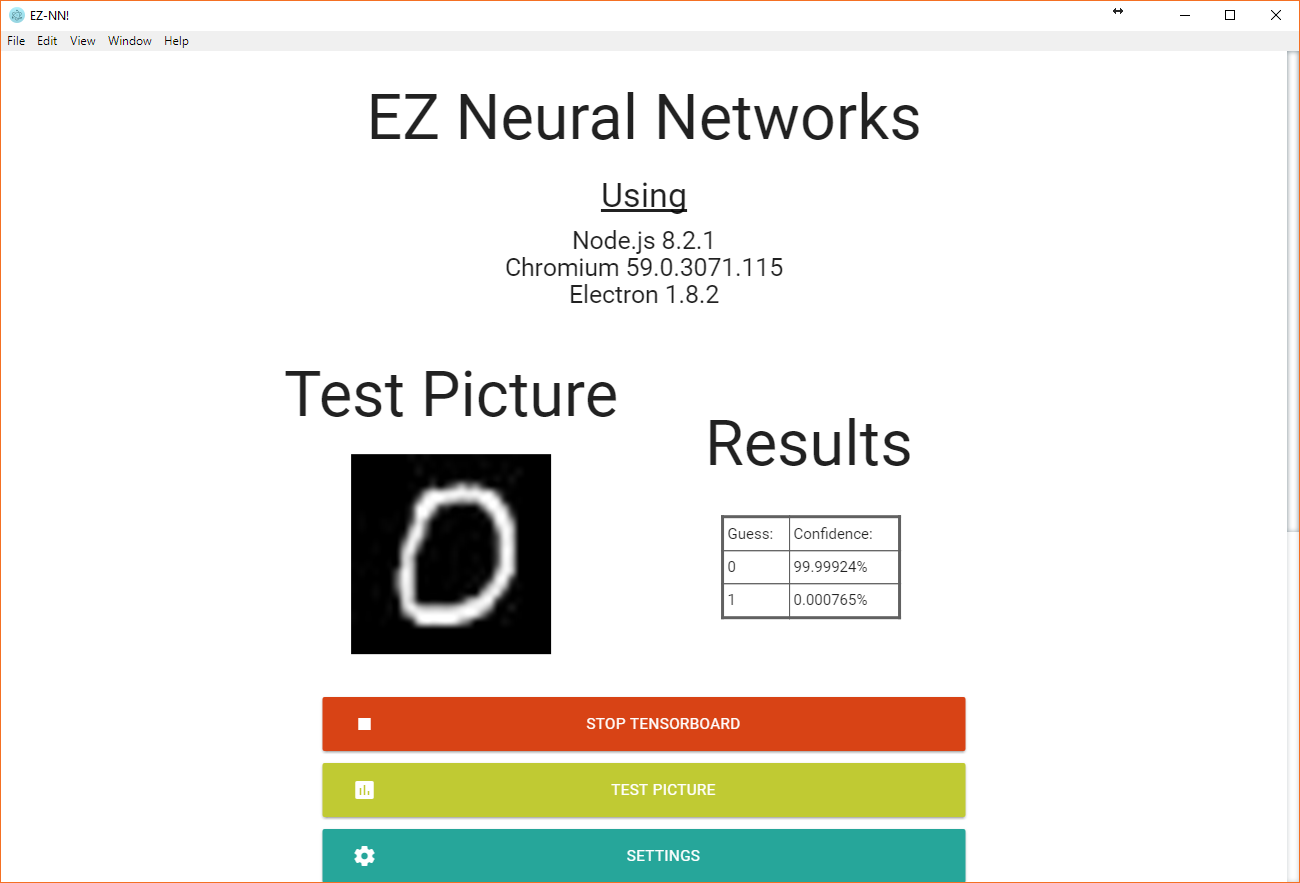 EZ-NN!
File Edit View Window Help
EZ Neural Networks
Using
Node.js 8.2.1
Chromium 59.0.3071.115
Electron 1.8.2
Test Picture
0
Results
Guess: Confidence:
0 99.99924%
1 0.000765%
STOP TENSORBOARD
TEST PICTURE
SETTINGS